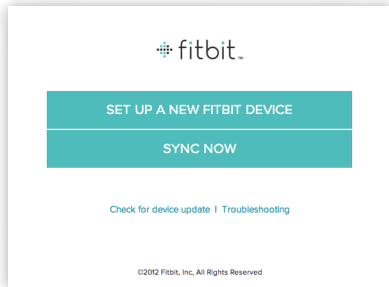 fitbit™
SET UP A NEW FITBIT DEVICE
SYNC NOW
Check for device update | Troubleshooting
©2012 Fitbit, Inc, All Rights Reserved